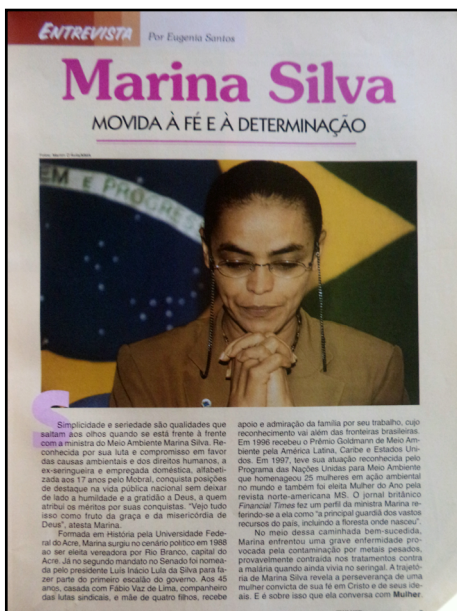 ENTREVISTA
Por Eugenia Santos
Marina Silva
MOVIDA À FÉ E À DETERMINAÇÃO
EM E PROGRES
S
Simplicidade e seriedade são qualidades que
saltam aos olhos quando se está frente à frente
com a ministra do Meio Ambiente Marina Silva. Re-
conhecida por sua luta e compromisso em favor
das causas ambientais e dos direitos humanos, a
ex-seringueira e empregada doméstica, alfabeti-
zada aos 17 anos pelo Mobral, conquista posições
de destaque na vida pública nacional sem deixar
de lado a humildade e a gratidão a Deus, a quem
atribui os méritos por suas conquistas. "Vejo tudo
isso como fruto da graça e da misericórdia de
Deus", atesta Marina.
Formada em História pela Universidade Fede-
ral do Acre, Marina surgiu no cenário político em 1988
ao ser eleita vereadora por Rio Branco, capital do
Acre. Já no segundo mandato no Senado foi nomea-
da pelo presidente Luis Inácio Lula da Silva para fa-
zer parte do primeiro escalão do governo. Aos 45
anos, casada com Fábio Vaz de Lima, companheiro
das lutas sindicais, e mãe de quatro filhos, recebe
apoio e admiração da família por seu trabalho, cujo
reconhecimento vai além das fronteiras brasileiras.
Em 1996 recebeu o Prêmio Goldmann de Meio Am-
biente pela América Latina, Caribe e Estados Uni-
dos. Em 1997, teve sua atuação reconhecida pelo
Programa das Nações Unidas para Meio Ambiente
que homenageou 25 mulheres em ação ambiental
no mundo e também foi eleita Mulher do Ano pela
revista norte-americana MS. O jornal britânico
Financial Times fez um perfil da ministra Marina re-
ferindo-se a ela como "a principal guardiã dos vastos
recursos do país, incluindo a floresta onde nasceu".
No meio dessa caminhada bem-sucedida,
Marina enfrentou uma grave enfermidade pro-
vocada pela contaminação por metais pesados,
provavelmente contraída nos tratamentos contra
a malária quando ainda vivia no seringal. A trajetó-
ria de Marina Silva revela a perseverança de uma
mulher convicta de sua fé em Cristo e de seus ide-
ais. E é sobre isso que ela conversa com Mulher